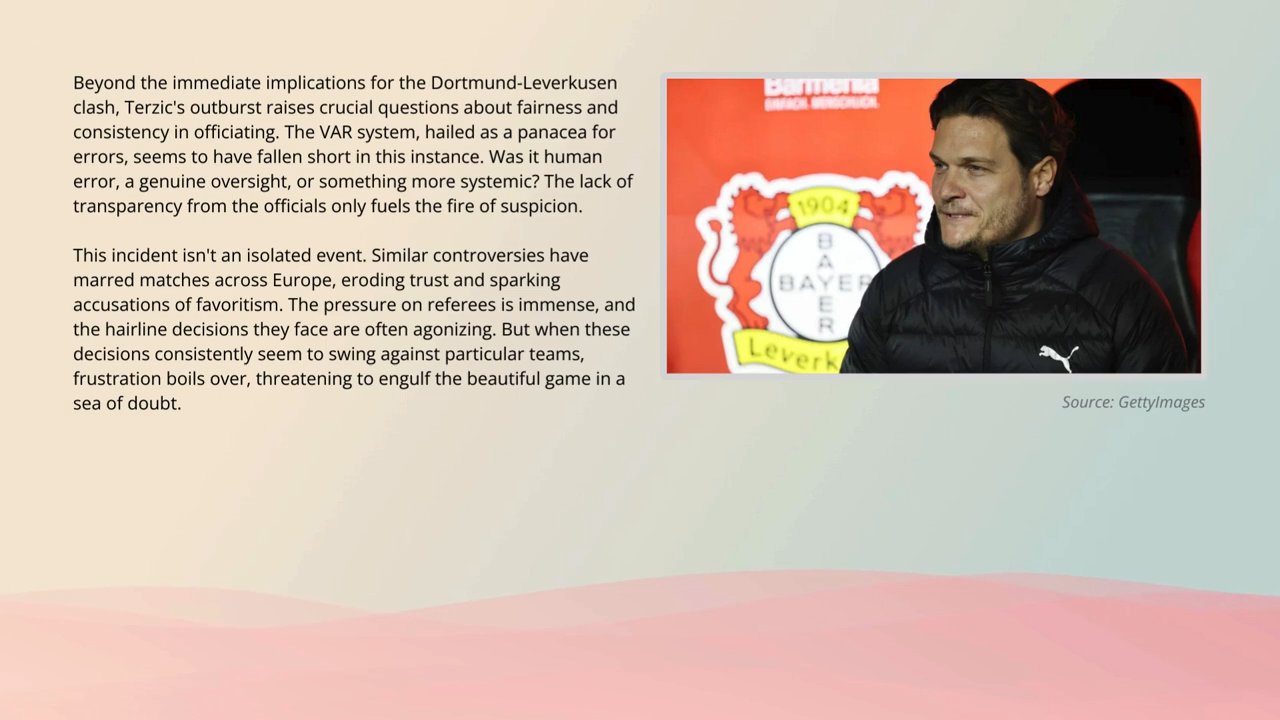 Beyond the immediate implications for the Dortmund-Leverkusen
clash, Terzic's outburst raises crucial questions about fairness and
consistency in officiating. The VAR system, hailed as a panacea for
errors, seems to have fallen short in this instance. Was it human
error, a genuine oversight, or something more systemic? The lack of
transparency from the officials only fuels the fire of suspicion.
This incident isn't an isolated event. Similar controversies have
marred matches across Europe, eroding trust and sparking
accusations of favoritism. The pressure on referees is immense, and
the hairline decisions they face are often agonizing. But when these
decisions consistently seem to swing against particular teams,
frustration boils over, threatening to engulf the beautiful game in a
sea of doubt.
Barmenia
EINFACH. MENSCHLICH.
1904
BAYER
BAYER
Leverk
Source: GettyImages